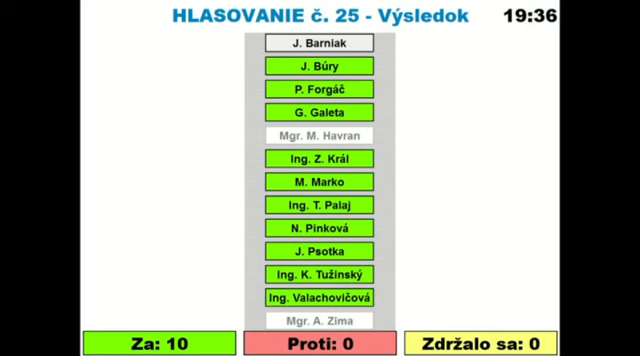 HLASOVANIE č. 25 - Výsledok 19:36
J. Barniak
J. Búry
P. Forgáč
G. Galeta
Mgr. M. Havran
Ing. Z. Král
M. Marko
Ing. T. Palaj
N. Pinková
J. Psotka
Ing. K. Tužinský
Ing. Valachovičová
Mgr. A. Zima
Za: 10 Proti: 0 Zdržalo sa: 0